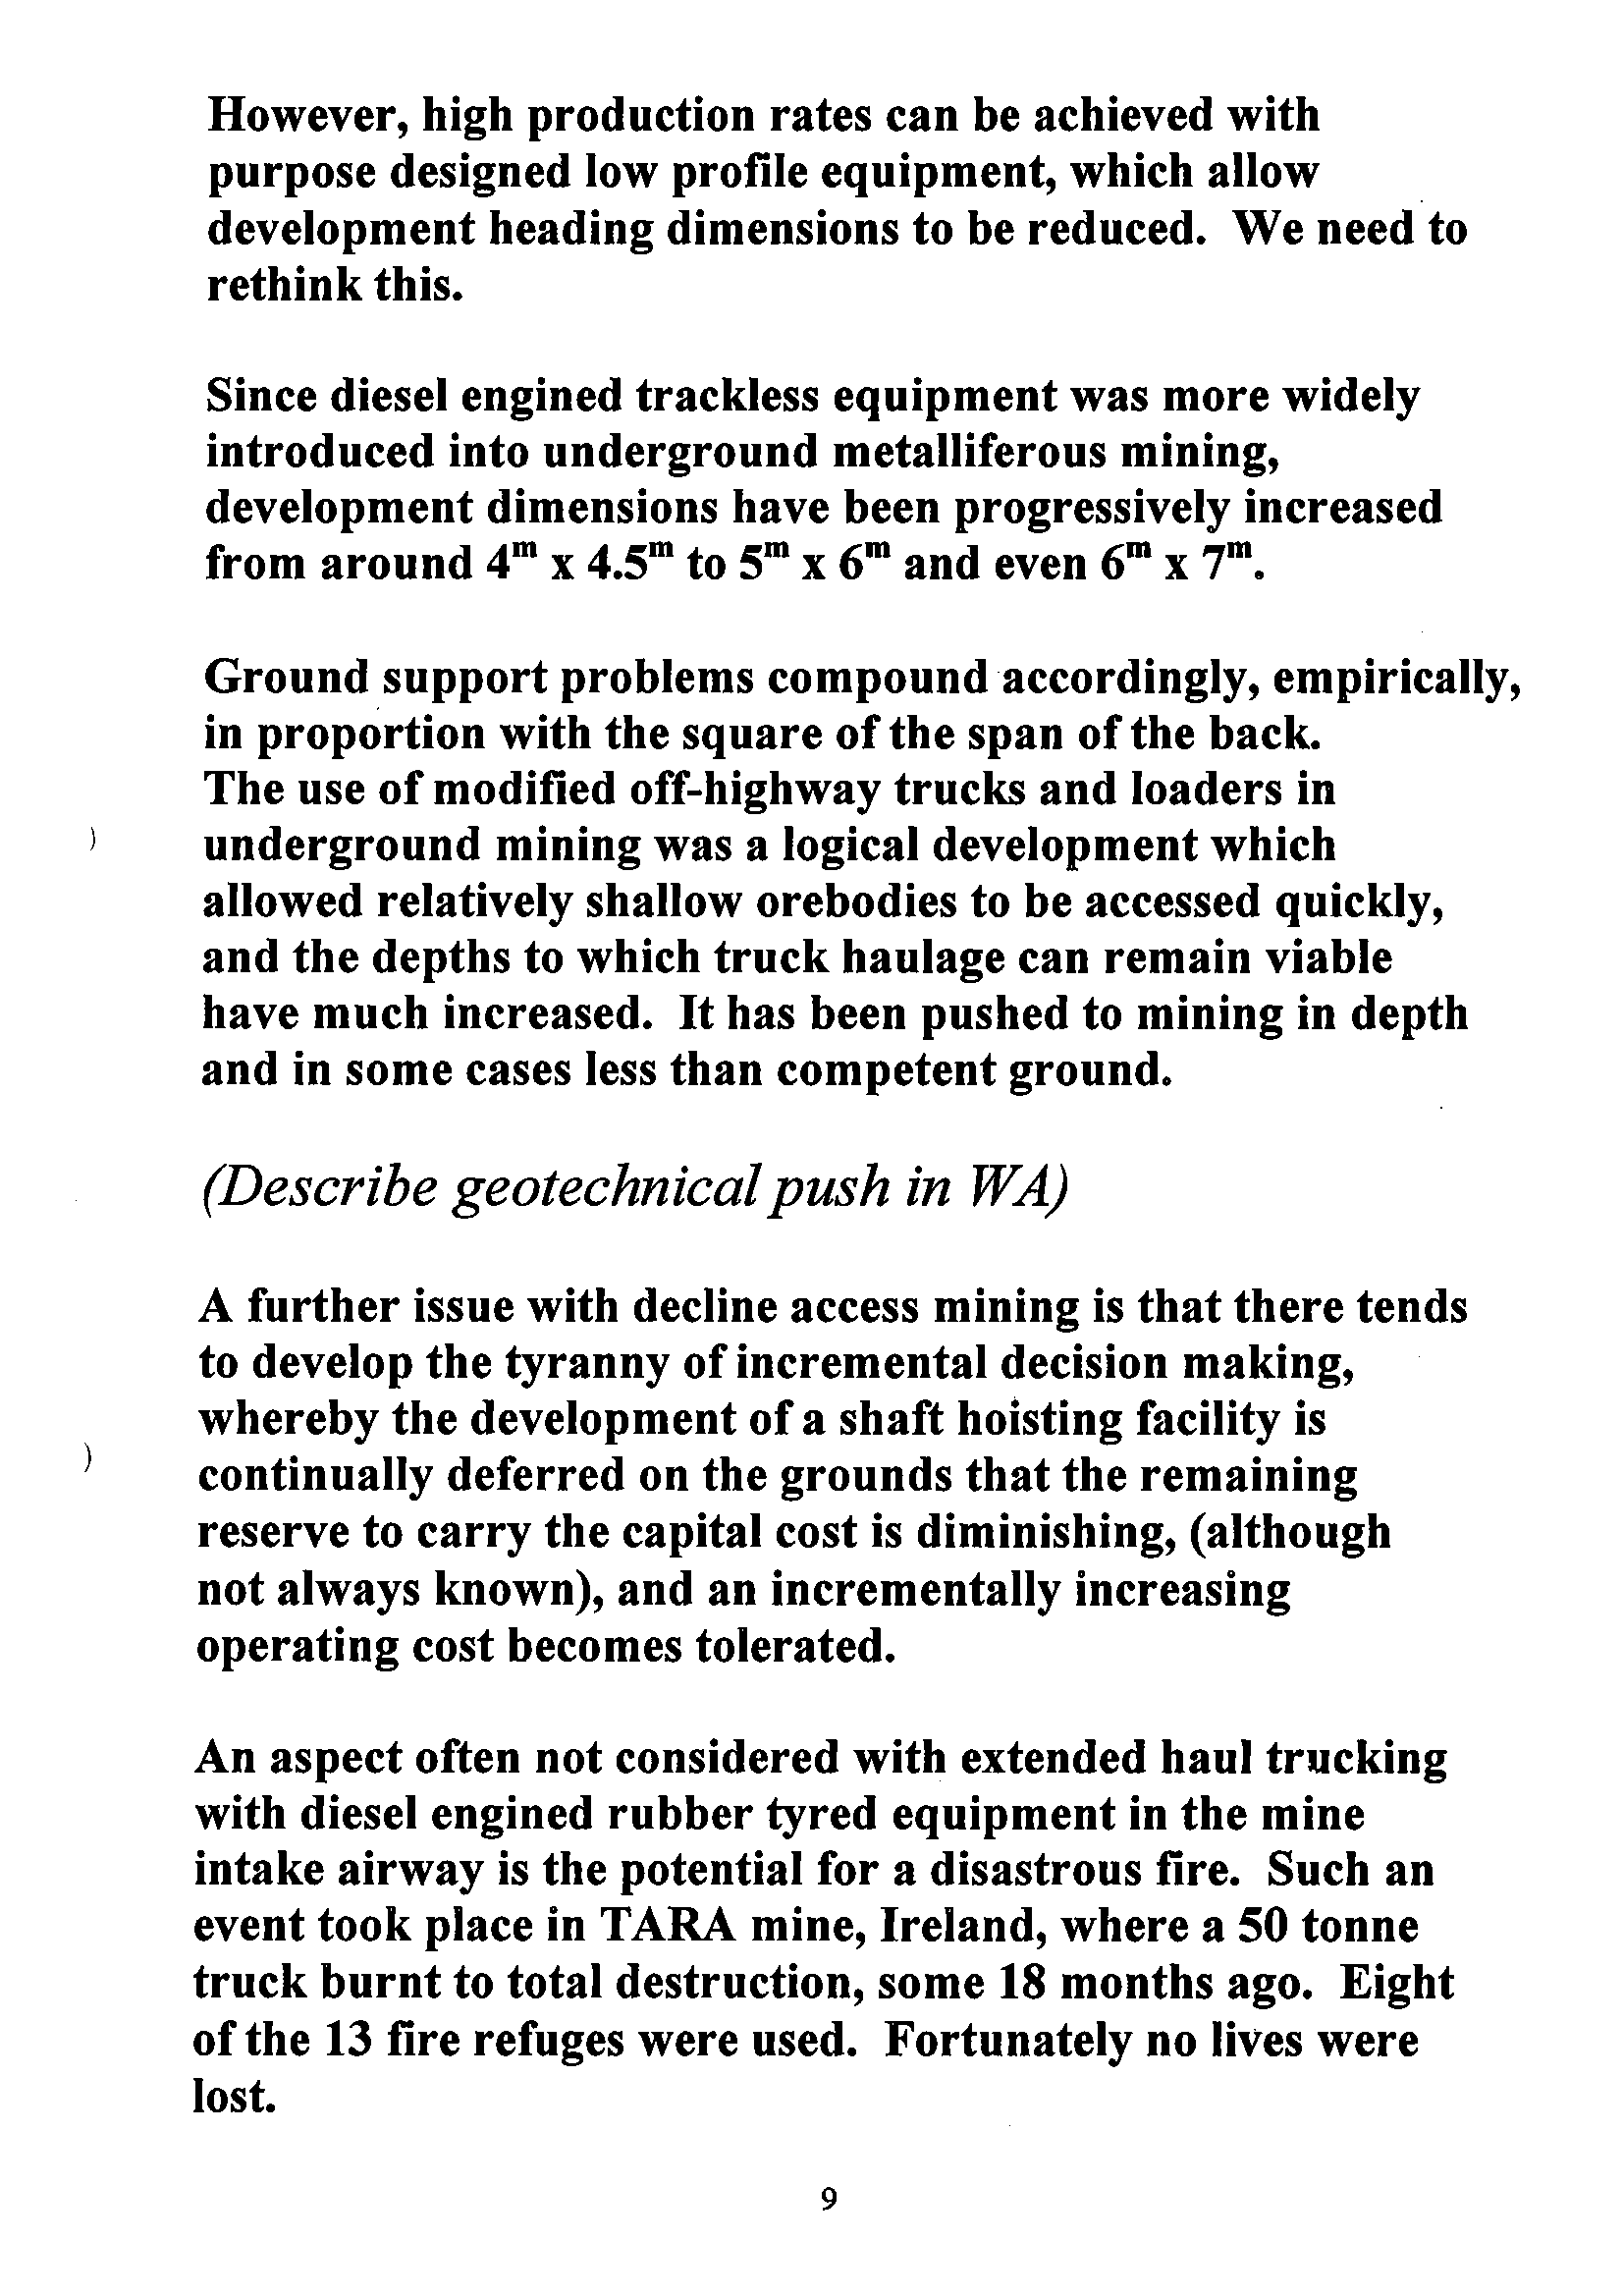 However, high production rates can be achieved with
purpose designed low profile equipment, which allow
development heading dimensions to be reduced.  We need to
rethink this.

Since diesel engined trackless equipment was more widely
introduced into underground metalliferous mining,
development dimensions have been progressively increased
from around 4ᵐ x 4.5ᵐ to 5ᵐ x 6ᵐ and even 6ᵐ x 7ᵐ.

Ground support problems compound accordingly, empirically,
in proportion with the square of the span of the back.
The use of modified off-highway trucks and loaders in
underground mining was a logical development which
allowed relatively shallow orebodies to be accessed quickly,
and the depths to which truck haulage can remain viable
have much increased.  It has been pushed to mining in depth
and in some cases less than competent ground.

(Describe geotechnical push in WA)

A further issue with decline access mining is that there tends
to develop the tyranny of incremental decision making,
whereby the development of a shaft hoisting facility is
continually deferred on the grounds that the remaining
reserve to carry the capital cost is diminishing, (although
not always known), and an incrementally increasing
operating cost becomes tolerated.

An aspect often not considered with extended haul trucking
with diesel engined rubber tyred equipment in the mine
intake airway is the potential for a disastrous fire.  Such an
event took place in TARA mine, Ireland, where a 50 tonne
truck burnt to total destruction, some 18 months ago.  Eight
of the 13 fire refuges were used.  Fortunately no lives were
lost.

9